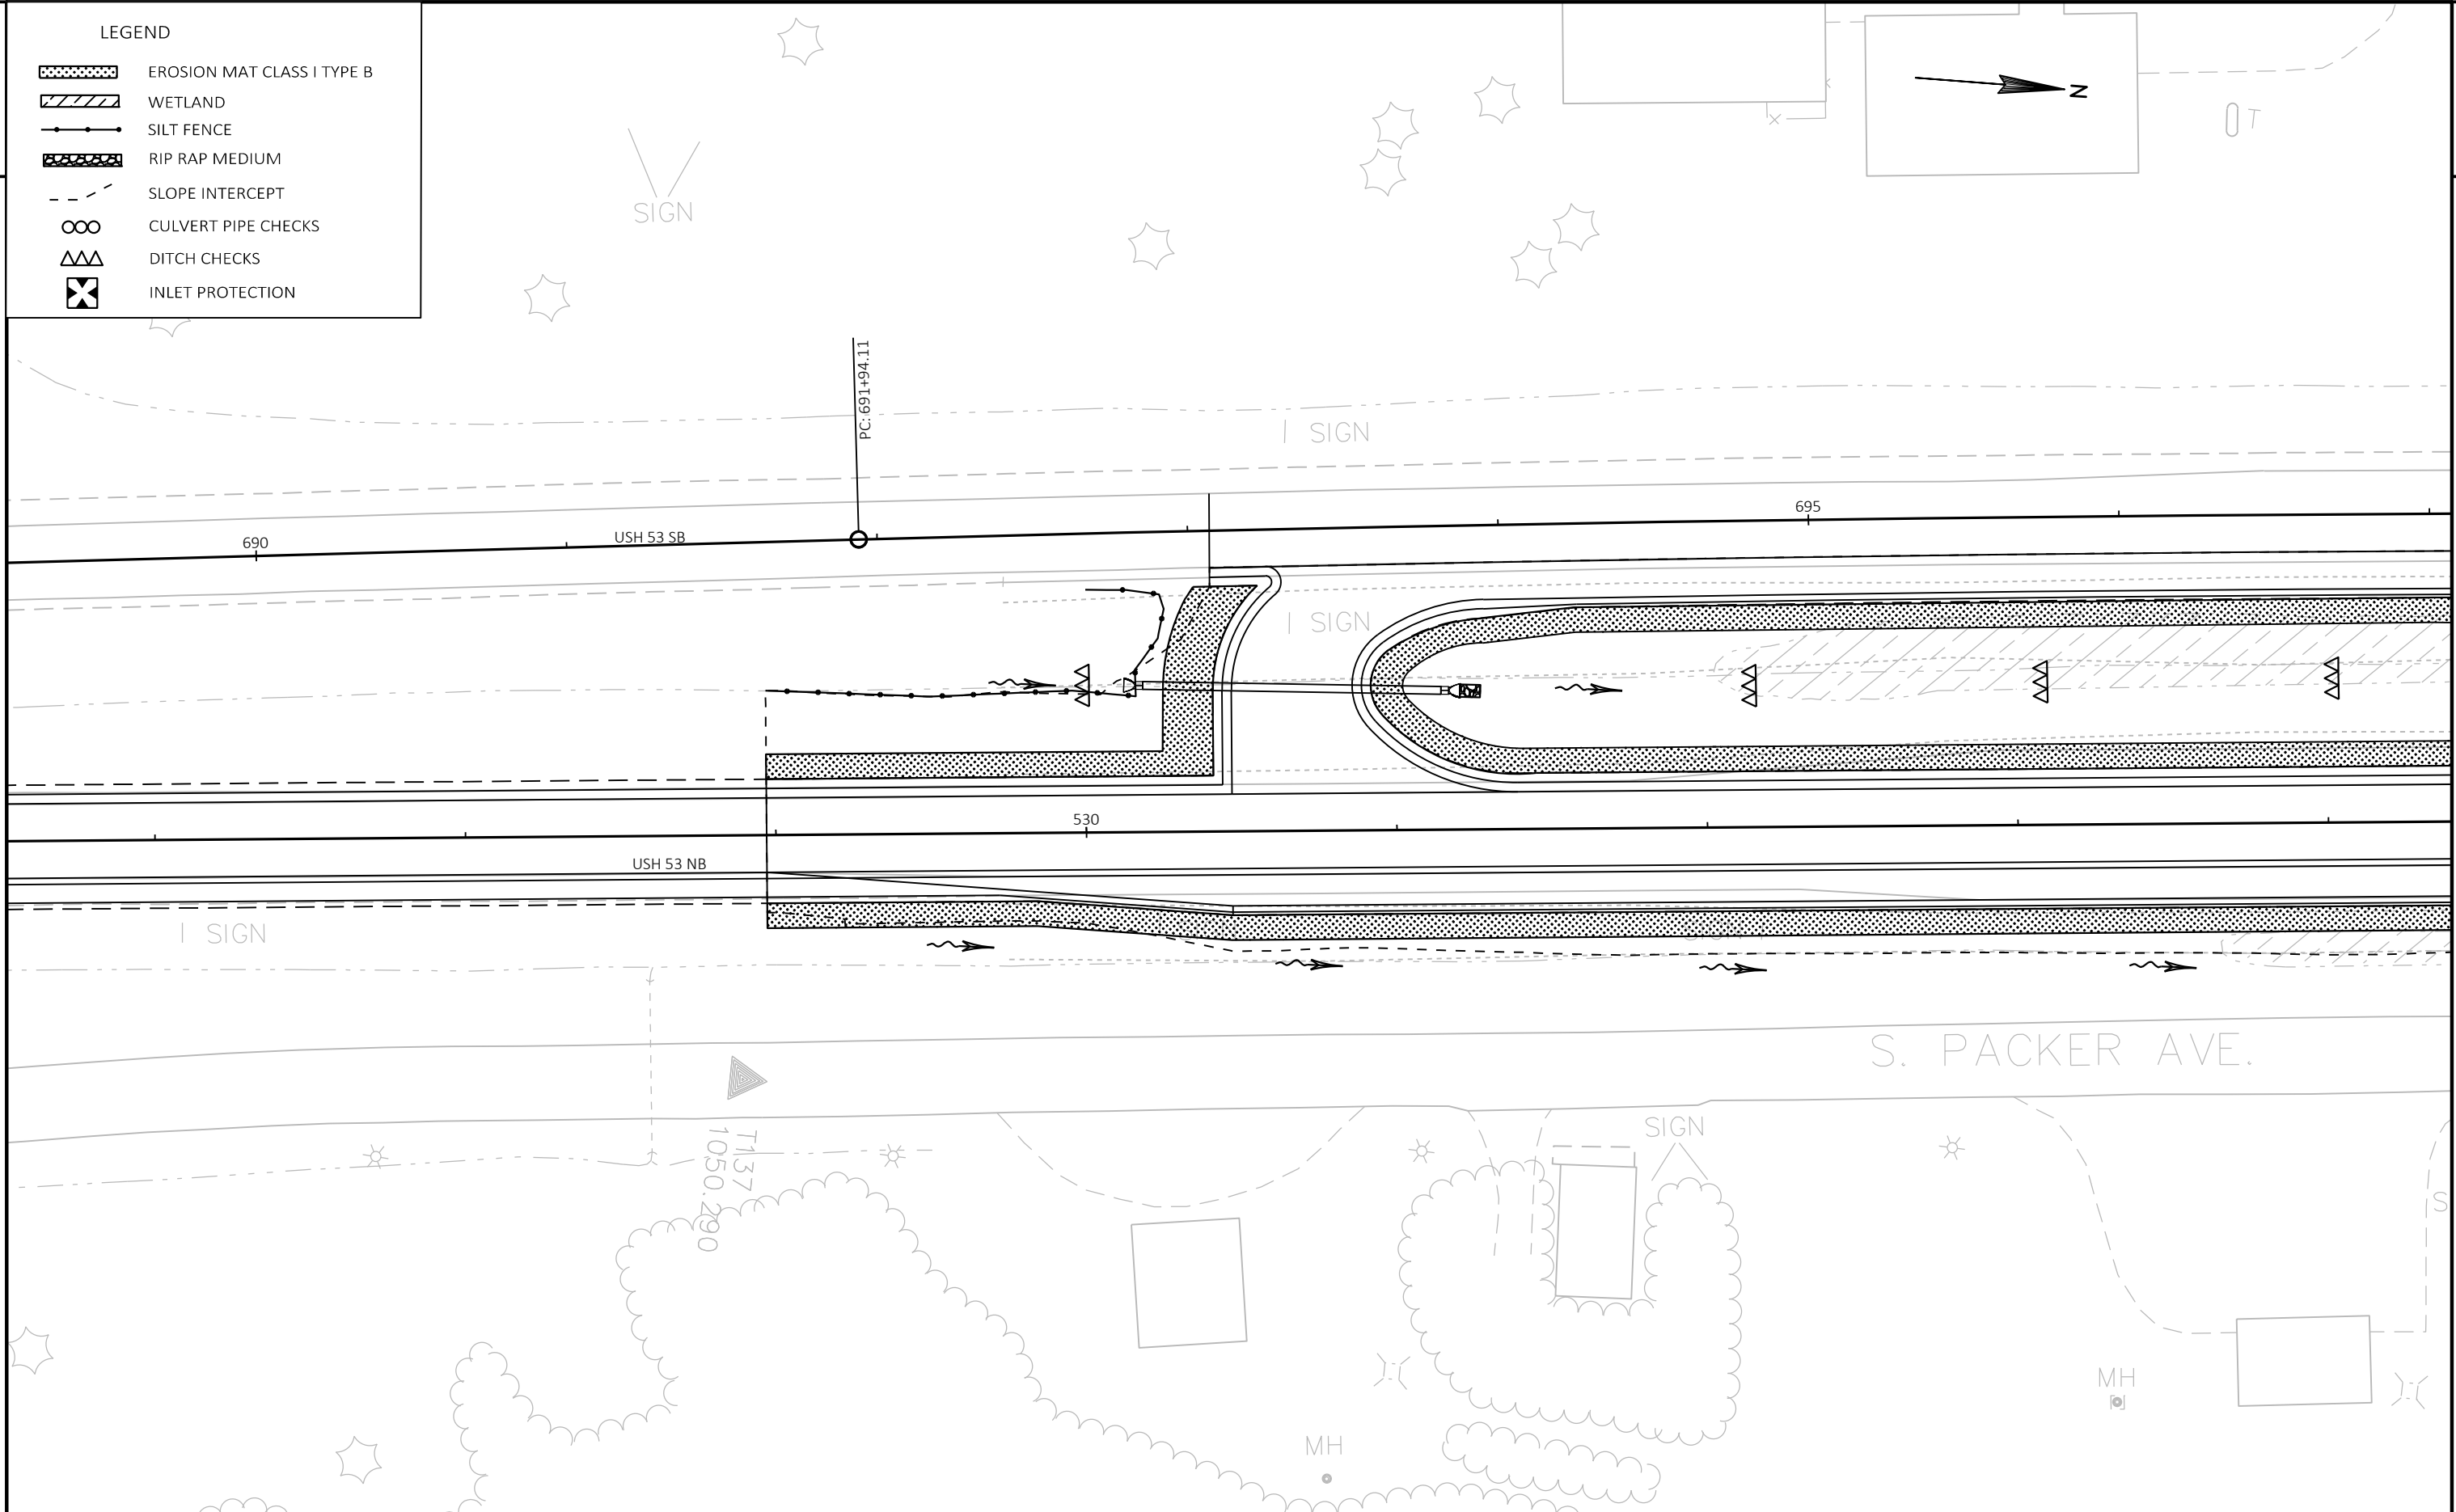 LEGEND
EROSION MAT CLASS I TYPE B
WETLAND
SILT FENCE
RIP RAP MEDIUM
SLOPE INTERCEPT
CULVERT PIPE CHECKS
DITCH CHECKS
INLET PROTECTION
N
T
SIGN
PC: 691+94.11
SIGN
695
690
USH 53 SB
SIGN
530
USH 53 NB
SIGN
SIGN
S. PACKER AVE.
SIGN
T137
1050.290
S
MH
MH